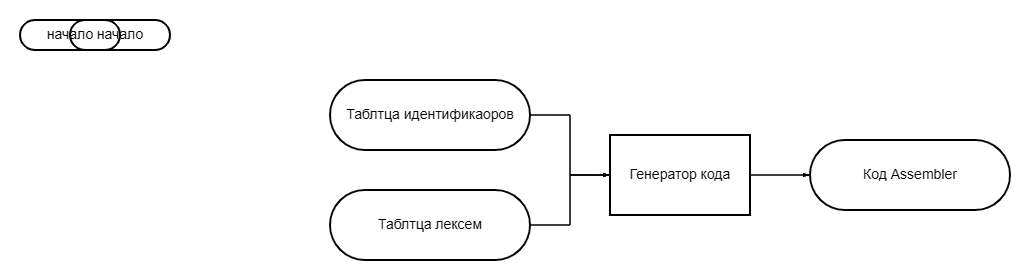 начало начало
Таблтца идентификаоров
Генератор кода
Код Assembler
Таблтца лексем